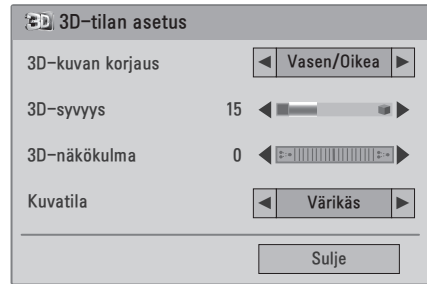 3D 3D-tilan asetus
3D-kuvan korjaus Vasen/Oikea
3D-syvyys 15
3D-näkökulma 0
Kuvatila Värikäs
Sulje